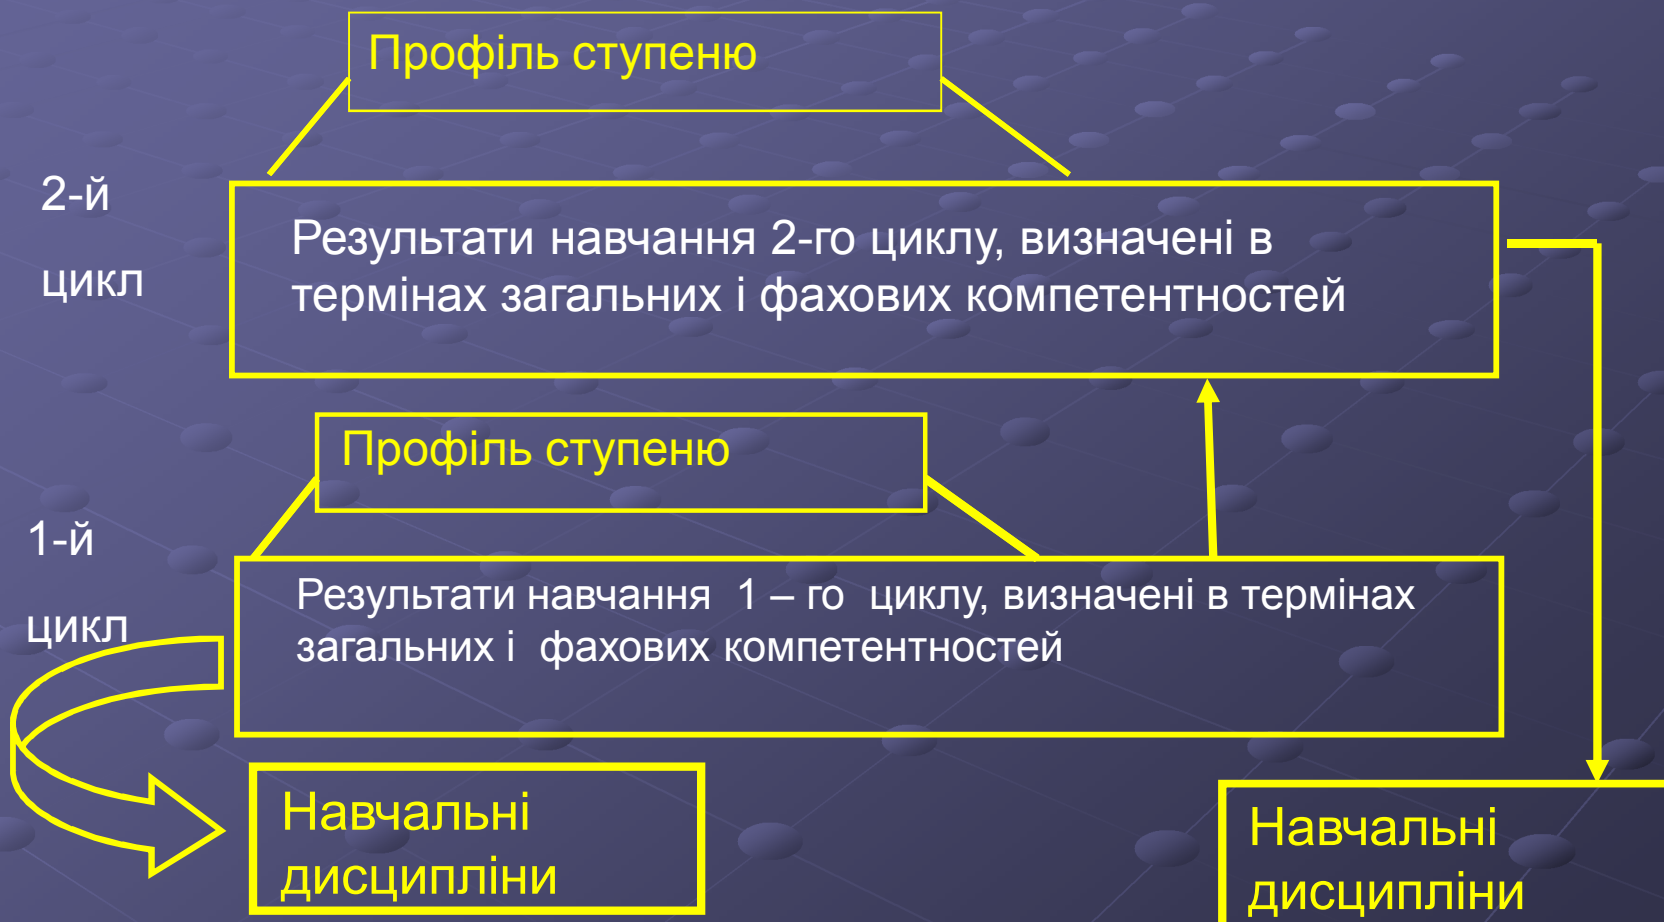 Профіль ступеню
2-й
цикл
Результати навчання 2-го циклу, визначені в
термінах загальних і фахових компетентностей
Профіль ступеню
1-й
цикл
Результати навчання 1 – го циклу, визначені в термінах
загальних і фахових компетентностей
Навчальні
дисципліни
Навчальні
дисципліни